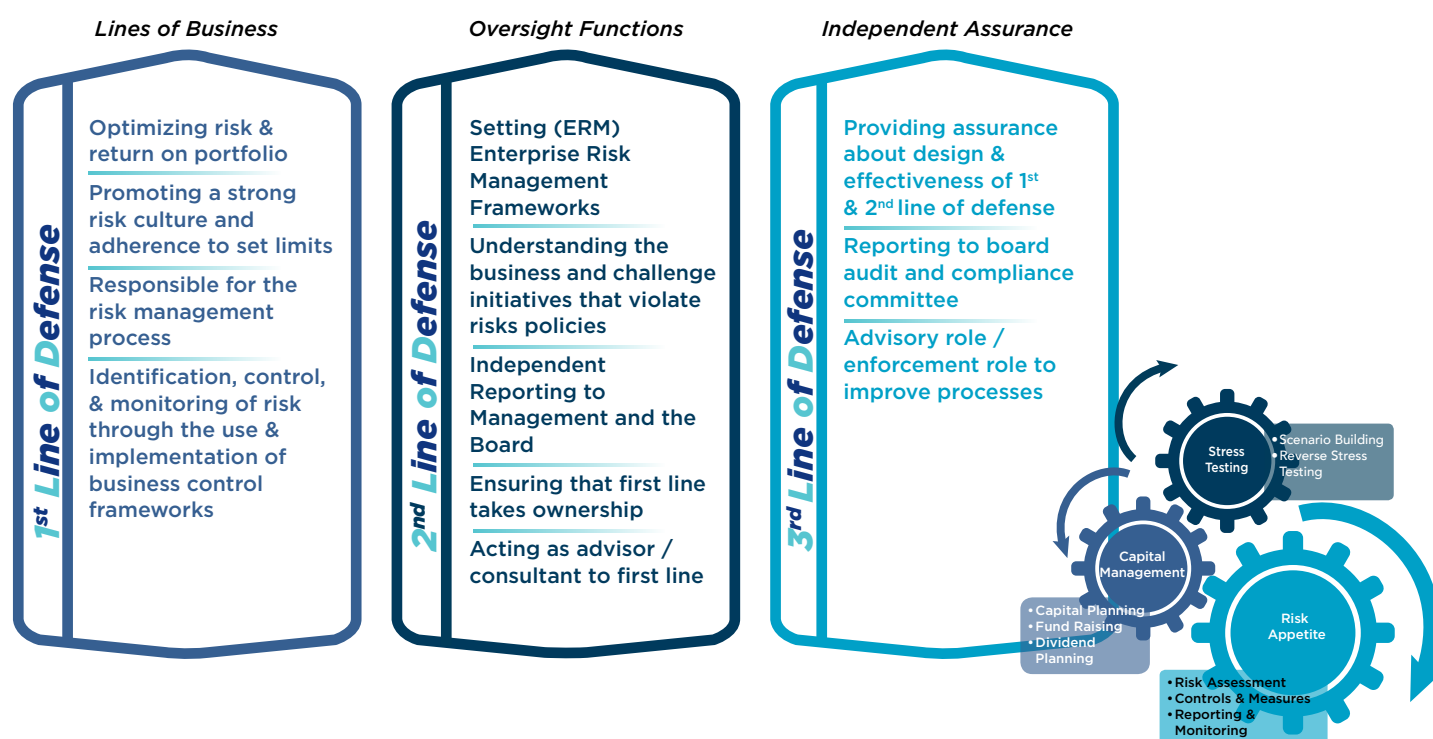 Lines of Business
1st Line of Defense
Optimizing risk &
return on portfolio
Promoting a strong
risk culture and
adherence to set limits
Responsible for the
risk management
process
Identification, control,
& monitoring of risk
through the use &
implementation of
business control
frameworks
Oversight Functions
2nd Line of Defense
Setting (ERM)
Enterprise Risk
Management
Frameworks
Understanding the
business and challenge
initiatives that violate
risks policies
Independent
Reporting to
Management and the
Board
Ensuring that first line
takes ownership
Acting as advisor /
consultant to first line
Independent Assurance
3rd Line of Defense
Providing assurance
about design &
effectiveness of 1st
& 2nd line of defense
Reporting to board
audit and compliance
committee
Advisory role /
enforcement role to
improve processes
Stress
Testing
• Scenario Building
• Reverse Stress
Testing
Capital
Management
• Capital Planning
• Fund Raising
• Dividend
Planning
Risk
Appetite
• Risk Assessment
• Controls & Measures
• Reporting &
Monitoring